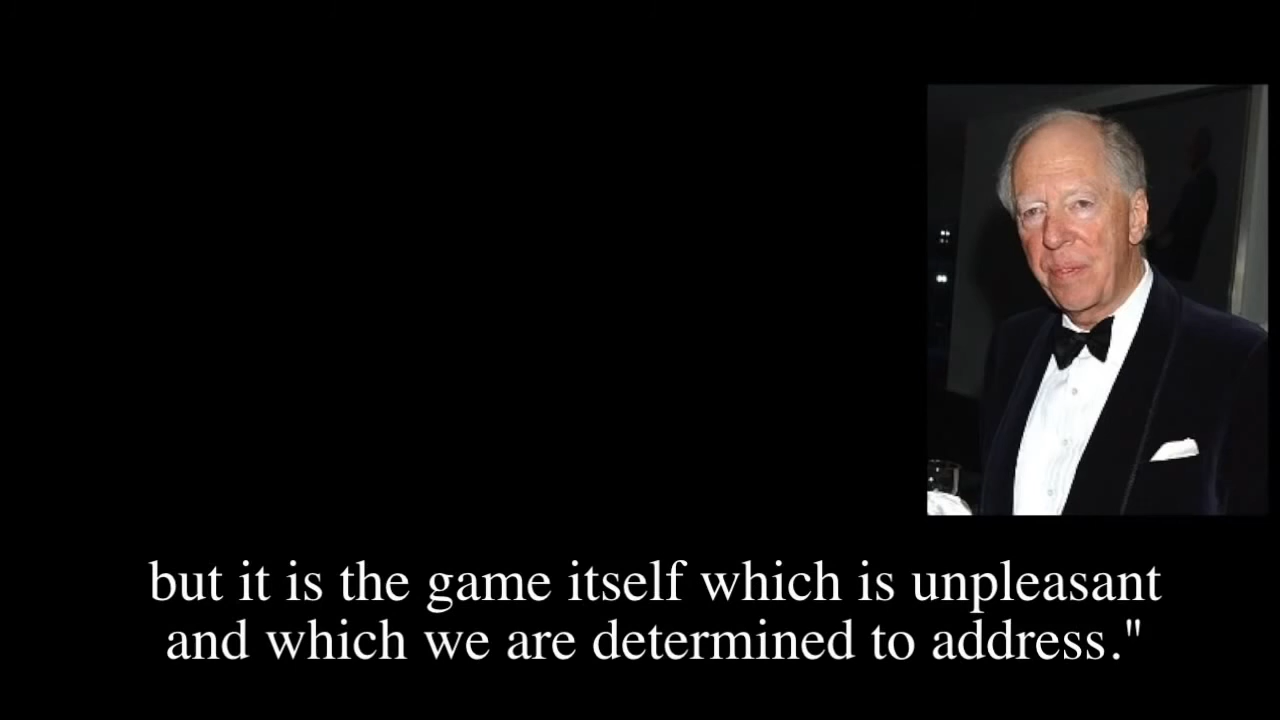 but it is the game itself which is unpleasant
and which we are determined to address."